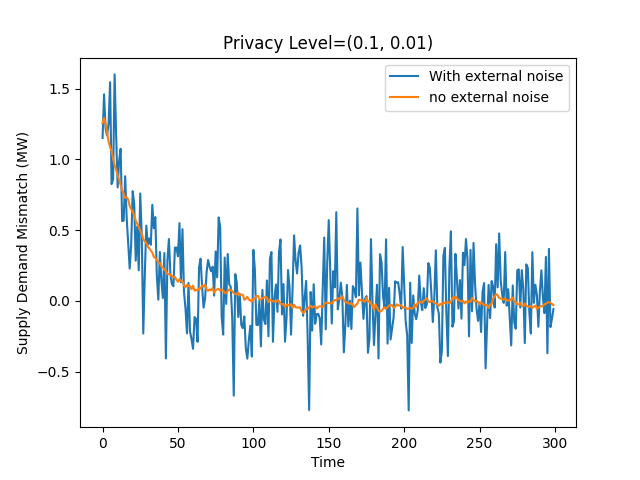 Privacy Level=(0.1, 0.01)
With external noise
no external noise
Supply Demand Mismatch (MW)
1.5
1.0
0.5
0.0
−0.5
0 50 100 150 200 250 300
Time